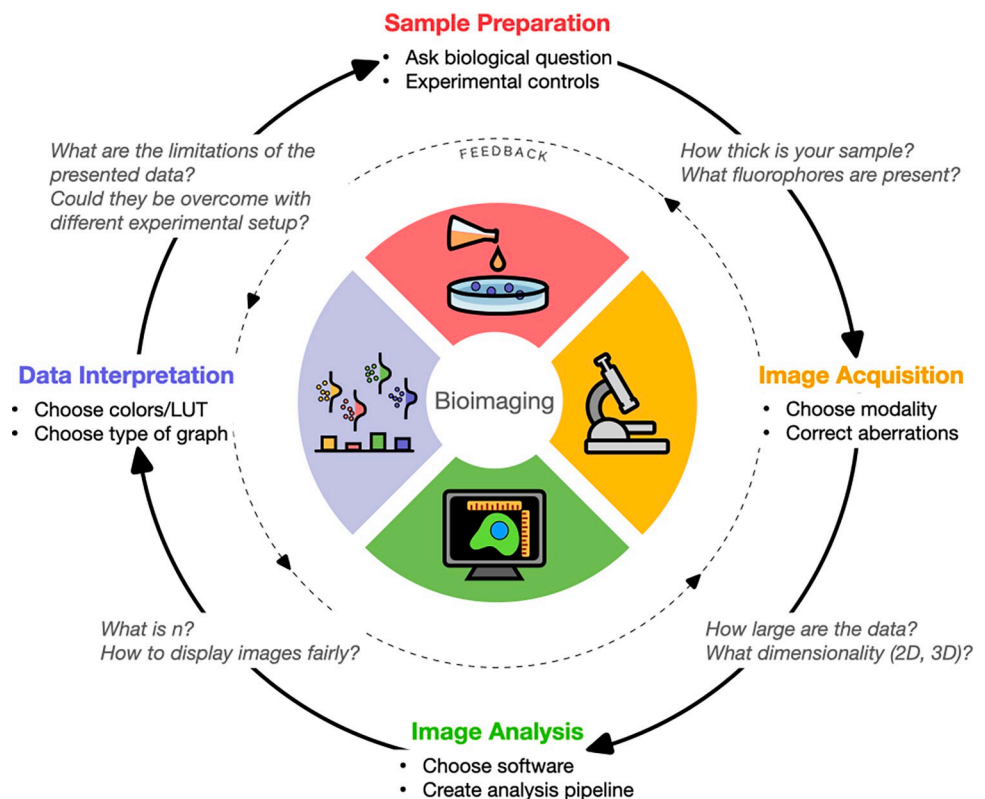 Sample Preparation
• Ask biological question
• Experimental controls
What are the limitations of the
presented data?
Could they be overcome with
different experimental setup?
FEEDBACK
How thick is your sample?
What fluorophores are present?
Data Interpretation
• Choose colors/LUT
• Choose type of graph
Bioimaging
Image Acquisition
• Choose modality
• Correct aberrations
What is n?
How to display images fairly?
How large are the data?
What dimensionality (2D, 3D)?
Image Analysis
• Choose software
• Create analysis pipeline